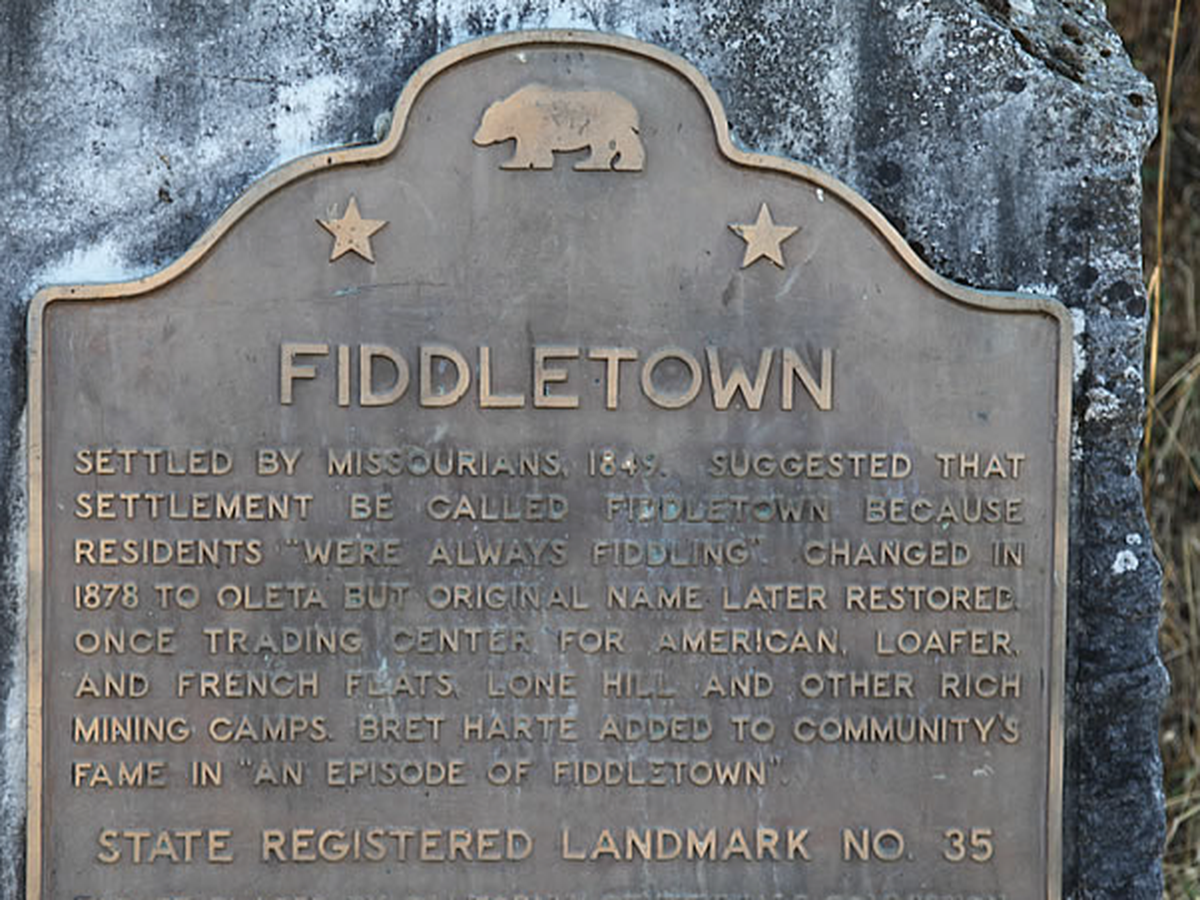 FIDDLETOWN
SETTLED BY MISSOURIANS, 1849. SUGGESTED THAT
SETTLEMENT BE CALLED FIDDLETOWN BECAUSE
RESIDENTS "WERE ALWAYS FIDDLING". CHANGED IN
1878 TO OLETA BUT ORIGINAL NAME LATER RESTORED.
ONCE TRADING CENTER FOR AMERICAN, LOAFER,
AND FRENCH FLATS, LONE HILL AND OTHER RICH
MINING CAMPS. BRET HARTE ADDED TO COMMUNITY'S
FAME IN "AN EPISODE OF FIDDLETOWN".
STATE REGISTERED LANDMARK NO. 35